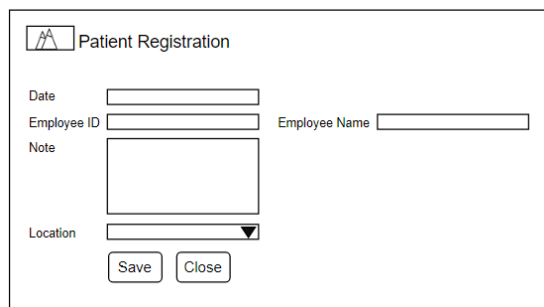 Patient Registration
Date
Employee ID Employee Name
Note
Location
Save Close